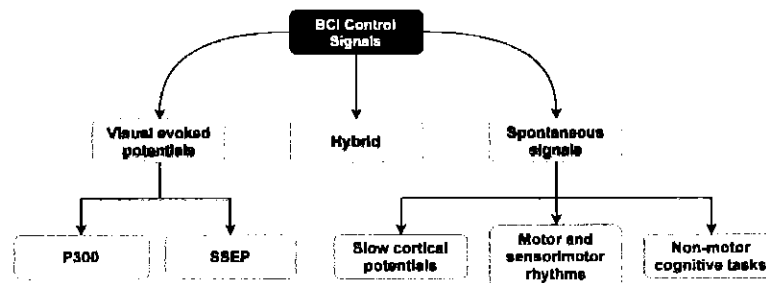 BCI Control
Signals
Visual evoked
potentials
Hybrid
Spontaneous
signals
P300
SSEP
Slow cortical
potentials
Motor and
sensorimotor
rhythms
Non-motor
cognitive tasks